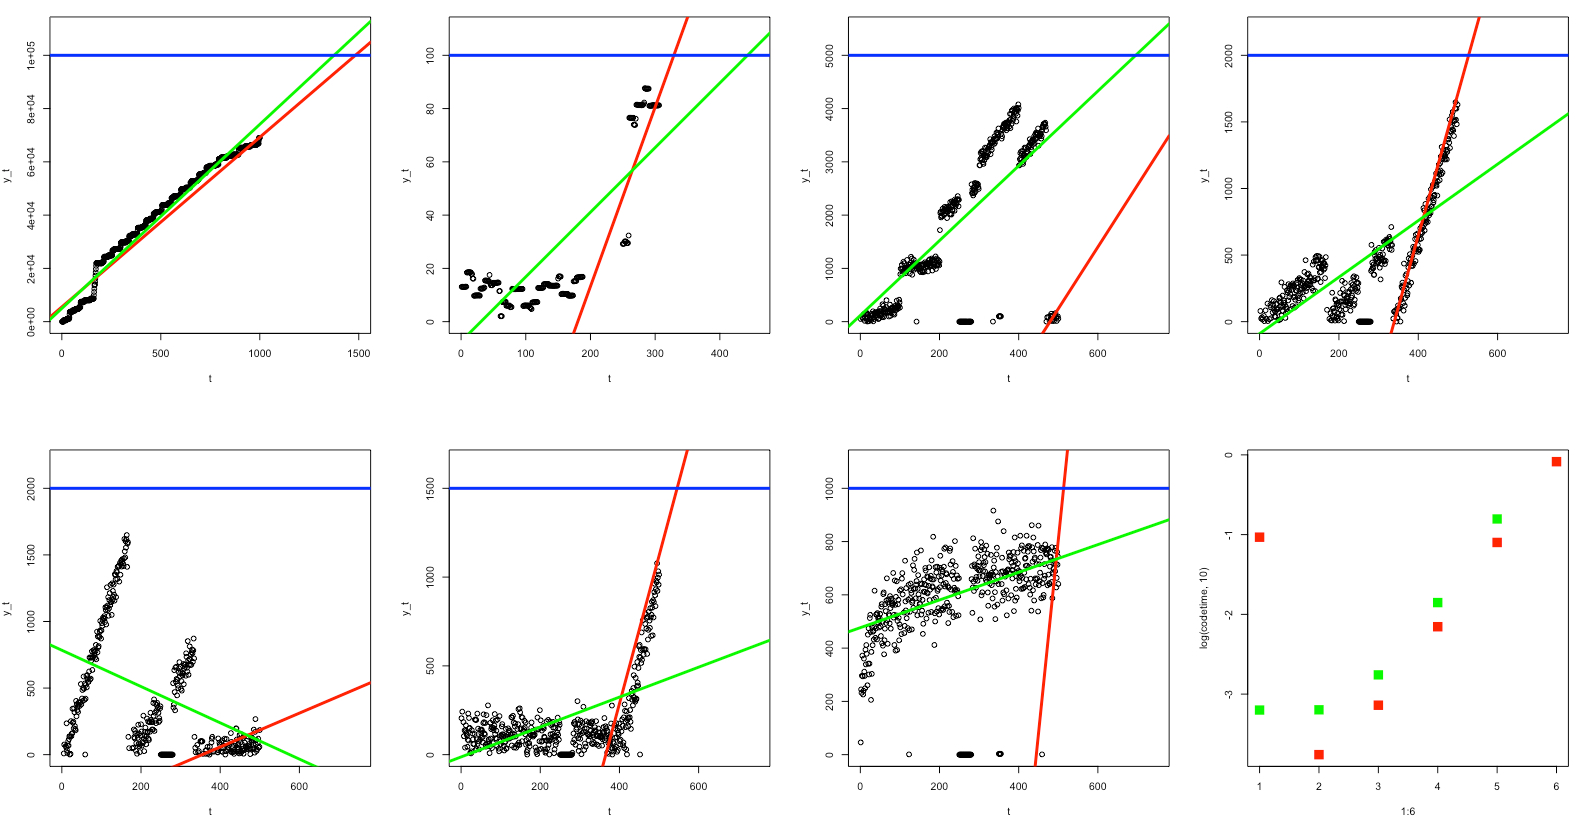 1e+05
8e+04
6e+04
4e+04
2e+04
0e+00
y_t
0 500 1000 1500
t
100
80
60
40
20
0
y_t
0 100 200 300 400
t
5000
4000
3000
2000
1000
0
y_t
0 200 400 600
t
2000
1500
1000
500
0
y_t
0 200 400 600
t
2000
1500
1000
500
0
y_t
0 200 400 600
t
1500
1000
500
0
y_t
0 200 400 600
t
1000
800
600
400
200
0
y_t
0 200 400 600
t
0
-1
-2
-3
log(codetime, 10)
1 2 3 4 5 6
1:6